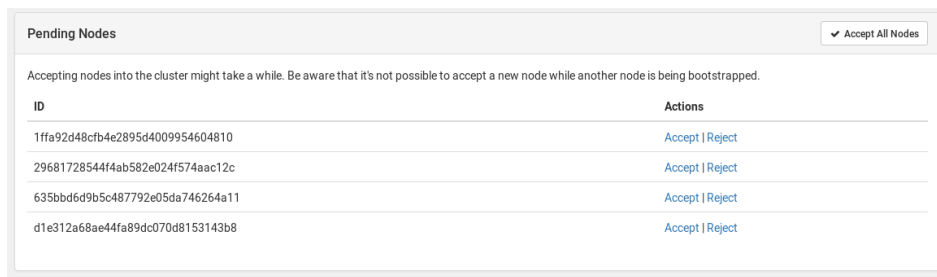 Pending Nodes
Accept All Nodes
Accepting nodes into the cluster might take a while. Be aware that it's not possible to accept a new node while another node is being bootstrapped.
ID Actions
1ffa92d48cfb4e2895d4009954604810 Accept | Reject
29681728544f4ab582e024f574aac12c Accept | Reject
635bbd6d9b5c487792e05da746264a11 Accept | Reject
d1e312a68ae44fa89dc070d8153143b8 Accept | Reject